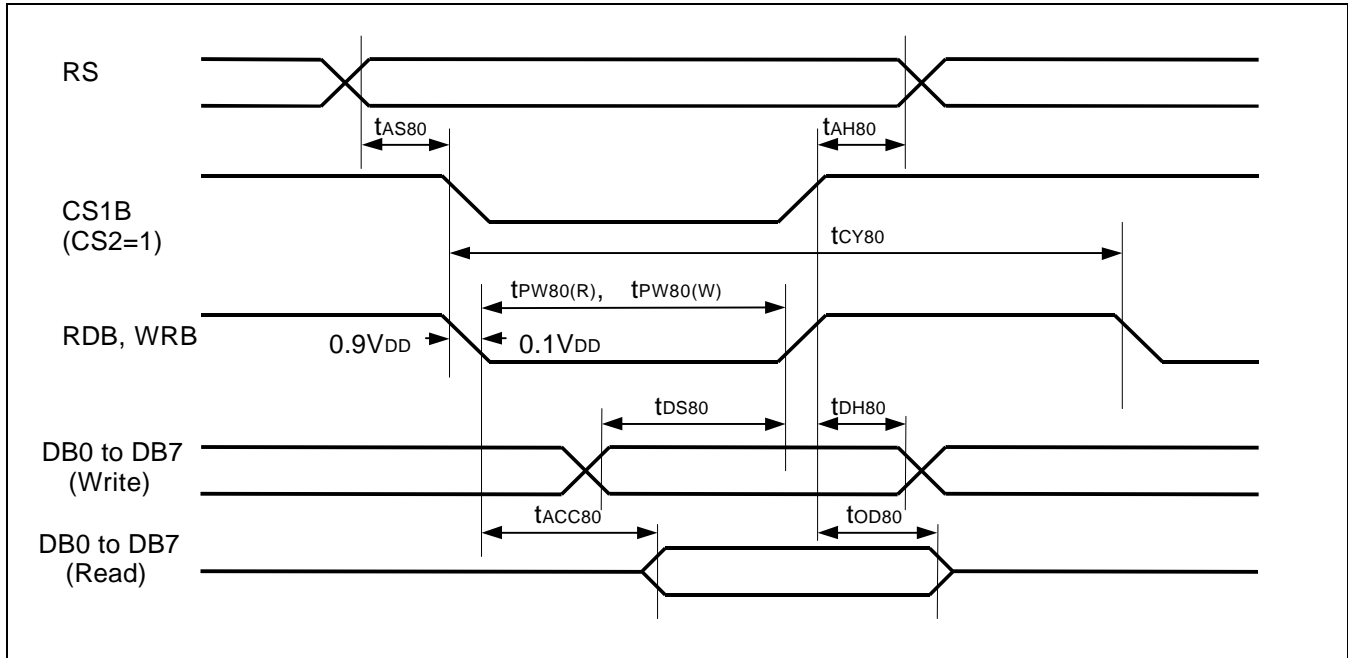 RS
tAS80 tAH80
CS1B
(CS2=1)
tCY80
tPW80(R), tPW80(W)
RDB, WRB
0.9VDD 0.1VDD
tDS80 tDH80
DB0 to DB7
(Write)
tACC80 tOD80
DB0 to DB7
(Read)